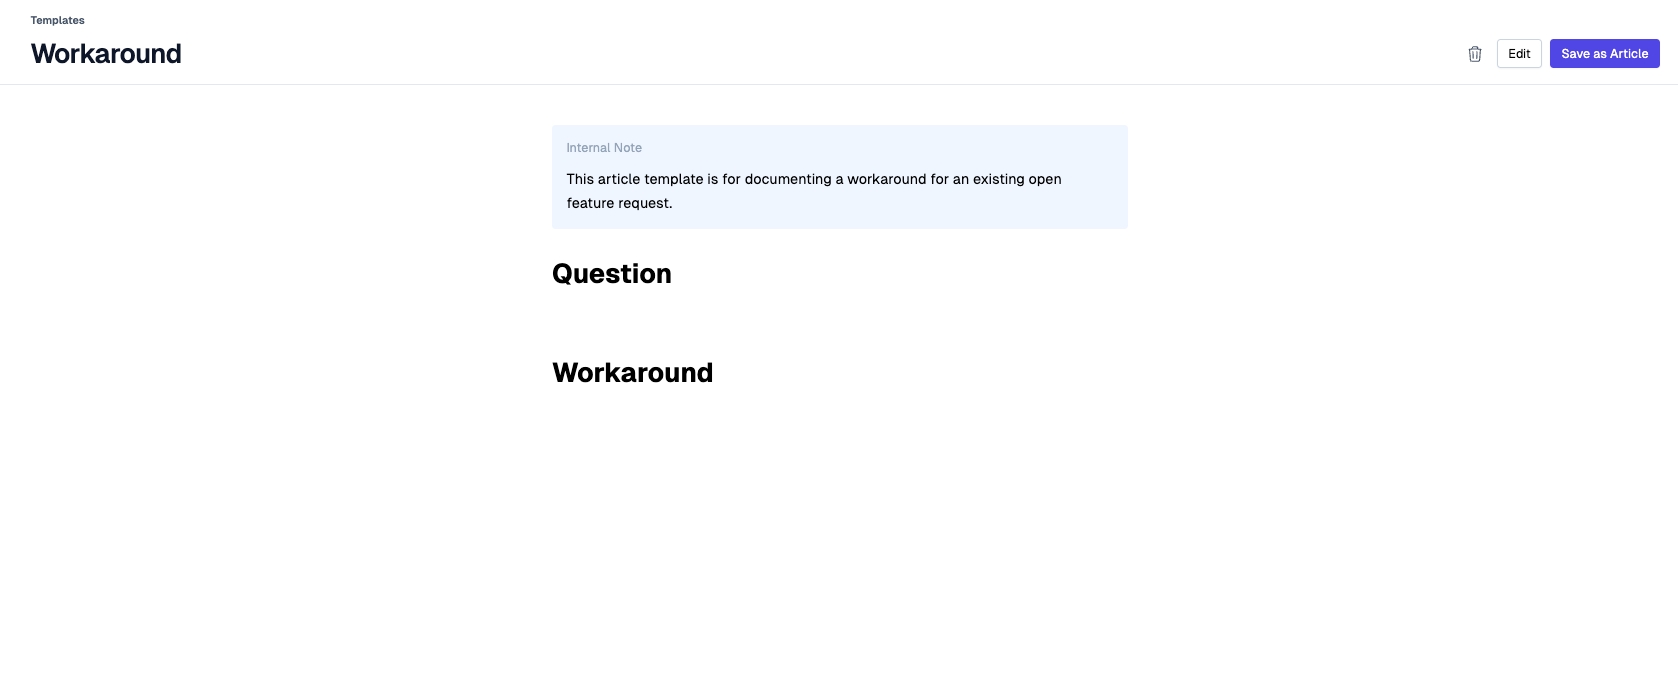 Templates
Workaround
Edit
Save as Article
Internal Note
This article template is for documenting a workaround for an existing open
feature request.
Question
Workaround